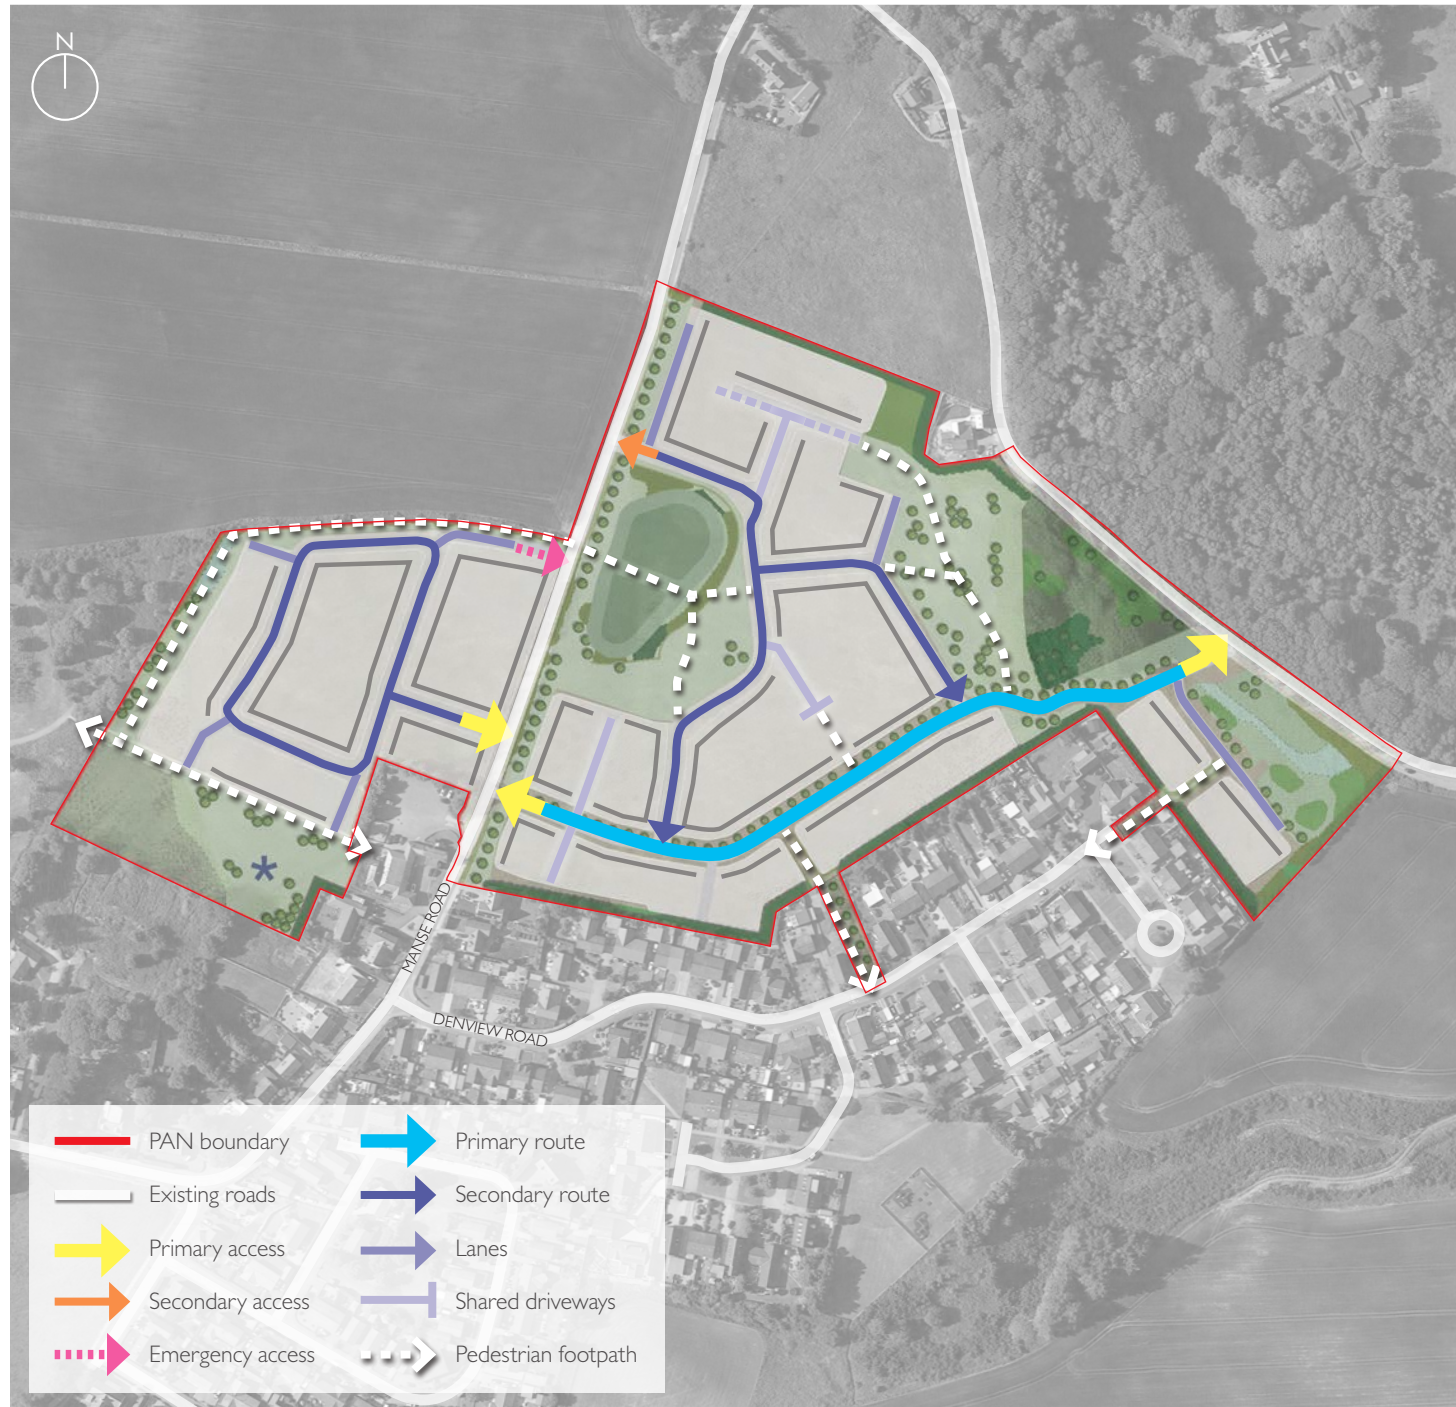 N
MANSE ROAD
DENVIEW ROAD
PAN boundary
Existing roads
Primary access
Secondary access
Emergency access
Primary route
Secondary route
Lanes
Shared driveways
Pedestrian footpath